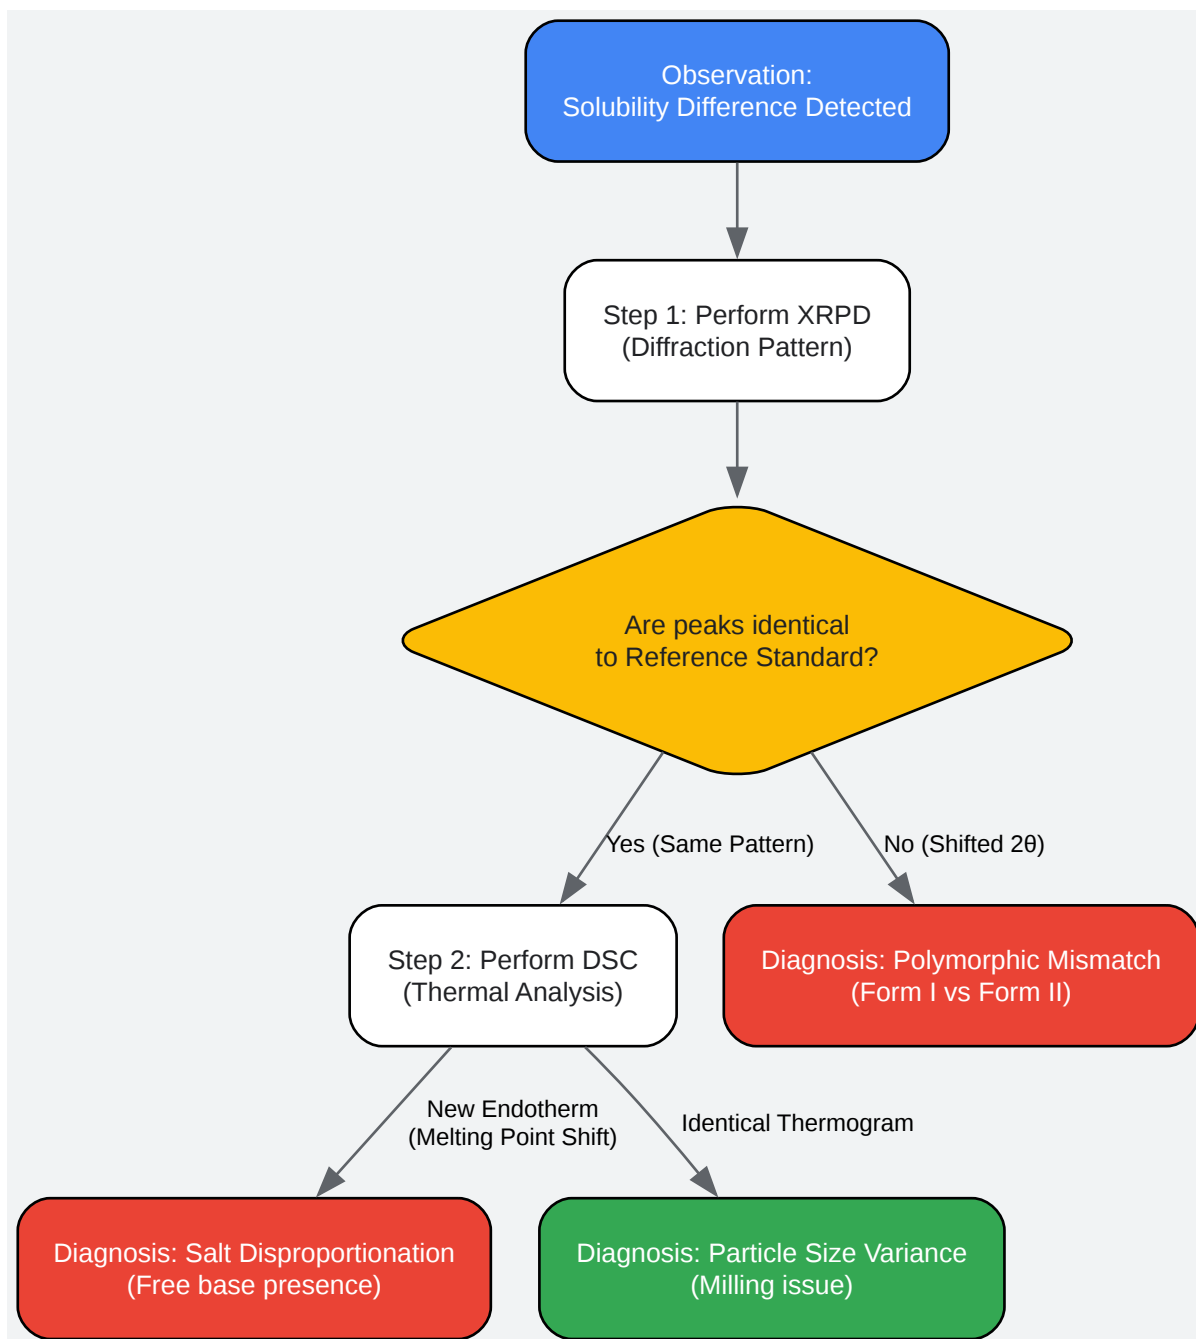 Observation:
Solubility Difference Detected
Step 1: Perform XRPD
(Diffraction Pattern)
Are peaks identical
to Reference Standard?
Yes (Same Pattern)
No (Shifted 2θ)
Step 2: Perform DSC
(Thermal Analysis)
Diagnosis: Polymorphic Mismatch
(Form I vs Form II)
New Endotherm
(Melting Point Shift)
Identical Thermogram
Diagnosis: Salt Disproportionation
(Free base presence)
Diagnosis: Particle Size Variance
(Milling issue)